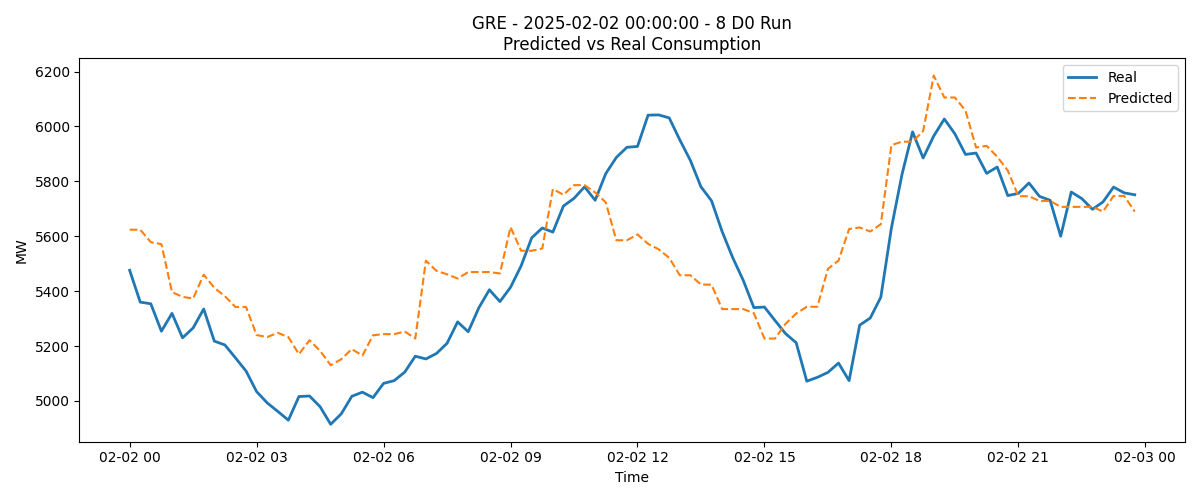 GRE - 2025-02-02 00:00:00 - 8 D0 Run
Predicted vs Real Consumption
Real
Predicted
MW
6200
6000
5800
5600
5400
5200
5000
02-02 00
02-02 03
02-02 06
02-02 09
02-02 12
02-02 15
02-02 18
02-02 21
02-03 00
Time